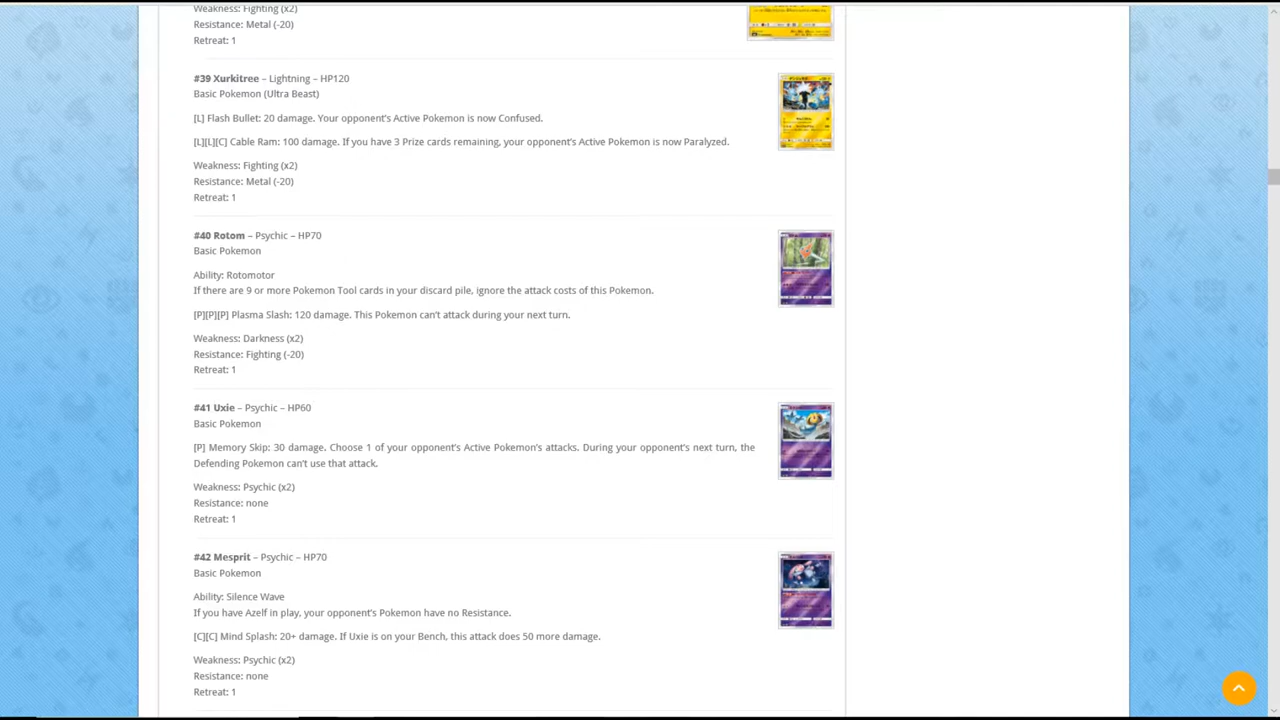 Weakness: Fighting (x2)
Resistance: Metal (-20)
Retreat: 1
#39 Xurkitree – Lightning – HP120
Basic Pokemon (Ultra Beast)
[L] Flash Bullet: 20 damage. Your opponent's Active Pokemon is now Confused.
[L][L][C] Cable Ram: 100 damage. If you have 3 Prize cards remaining, your opponent's Active Pokemon is now Paralyzed.
Weakness: Fighting (x2)
Resistance: Metal (-20)
Retreat: 1
#40 Rotom – Psychic – HP70
Basic Pokemon
Ability: Rotomotor
If there are 9 or more Pokemon Tool cards in your discard pile, ignore the attack costs of this Pokemon.
[P][P][P] Plasma Slash: 120 damage. This Pokemon can't attack during your next turn.
Weakness: Darkness (x2)
Resistance: Fighting (-20)
Retreat: 1
#41 Uxie – Psychic – HP60
Basic Pokemon
[P] Memory Skip: 30 damage. Choose 1 of your opponent's Active Pokemon's attacks. During your opponent's next turn, the
Defending Pokemon can't use that attack.
Weakness: Psychic (x2)
Resistance: none
Retreat: 1
#42 Mesprit – Psychic – HP70
Basic Pokemon
Ability: Silence Wave
If you have Azelf in play, your opponent's Pokemon have no Resistance.
[C][C] Mind Splash: 20+ damage. If Uxie is on your Bench, this attack does 50 more damage.
Weakness: Psychic (x2)
Resistance: none
Retreat: 1